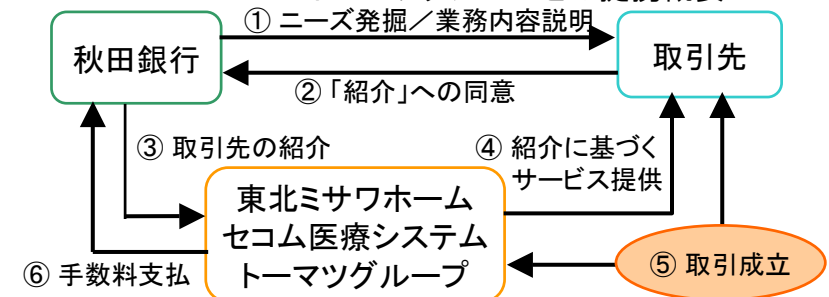 ① ニーズ発掘／業務内容説明
秋田銀行
取引先
② 「紹介」への同意
③ 取引先の紹介
④ 紹介に基づく
サービス提供
東北ミサワホーム
セコム医療システム
トーマツグループ
⑤ 取引成立
⑥ 手数料支払